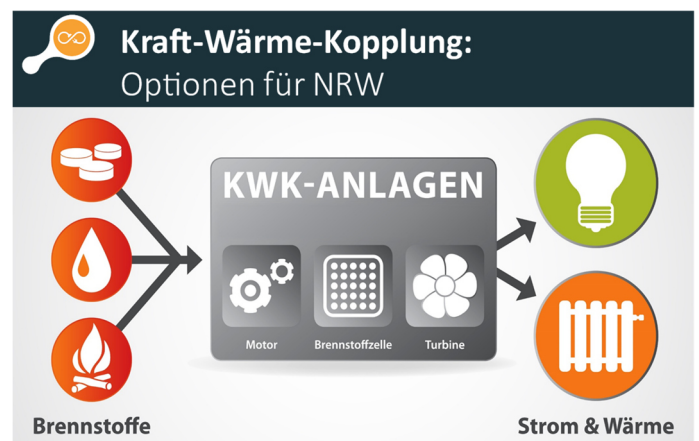 Kraft-Wärme-Kopplung:
Optionen für NRW
KWK-ANLAGEN
Motor
Brennstoffzelle
Turbine
Brennstoffe
Strom & Wärme